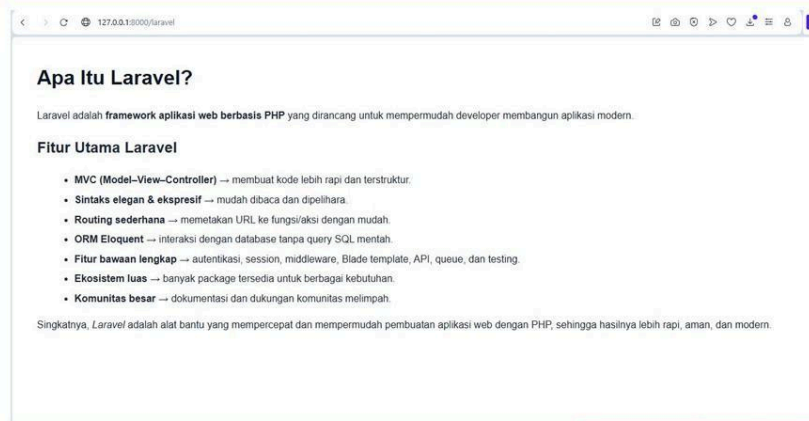 127.0.0.1:8000/laravel
Apa Itu Laravel?
Laravel adalah framework aplikasi web berbasis PHP yang dirancang untuk mempermudah developer membangun aplikasi modern.
Fitur Utama Laravel
• MVC (Model–View–Controller) → membuat kode lebih rapi dan terstruktur.
• Sintaks elegan & ekspresif → mudah dibaca dan dipelihara.
• Routing sederhana → memetakan URL ke fungsi/aksi dengan mudah.
• ORM Eloquent → interaksi dengan database tanpa query SQL mentah.
• Fitur bawaan lengkap → autentikasi, session, middleware, Blade template, API, queue, dan testing.
• Ekosistem luas → banyak package tersedia untuk berbagai kebutuhan.
• Komunitas besar → dokumentasi dan dukungan komunitas melimpah.
Singkatnya, Laravel adalah alat bantu yang mempercepat dan mempermudah pembuatan aplikasi web dengan PHP, sehingga hasilnya lebih rapi, aman, dan modern.